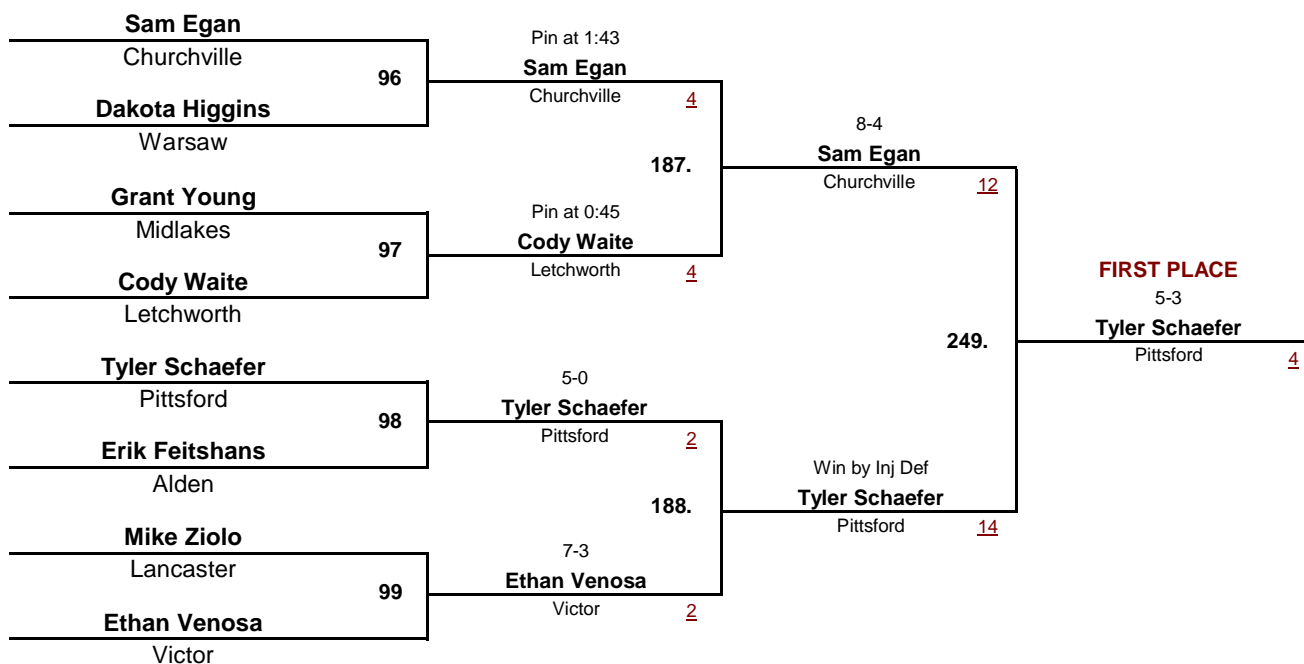 Sam Egan
Churchville
96
Dakota Higgins
Warsaw
Grant Young
Midlakes
97
Cody Waite
Letchworth
Tyler Schaefer
Pittsford
98
Erik Feitshans
Alden
Mike Ziolo
Lancaster
99
Ethan Venosa
Victor
Pin at 1:43
Sam Egan
Churchville 4
187.
Pin at 0:45
Cody Waite
Letchworth 4
5-0
Tyler Schaefer
Pittsford 2
188.
7-3
Ethan Venosa
Victor 2
8-4
Sam Egan
Churchville 12
249.
Win by Inj Def
Tyler Schaefer
Pittsford 14
FIRST PLACE
5-3
Tyler Schaefer
Pittsford 4